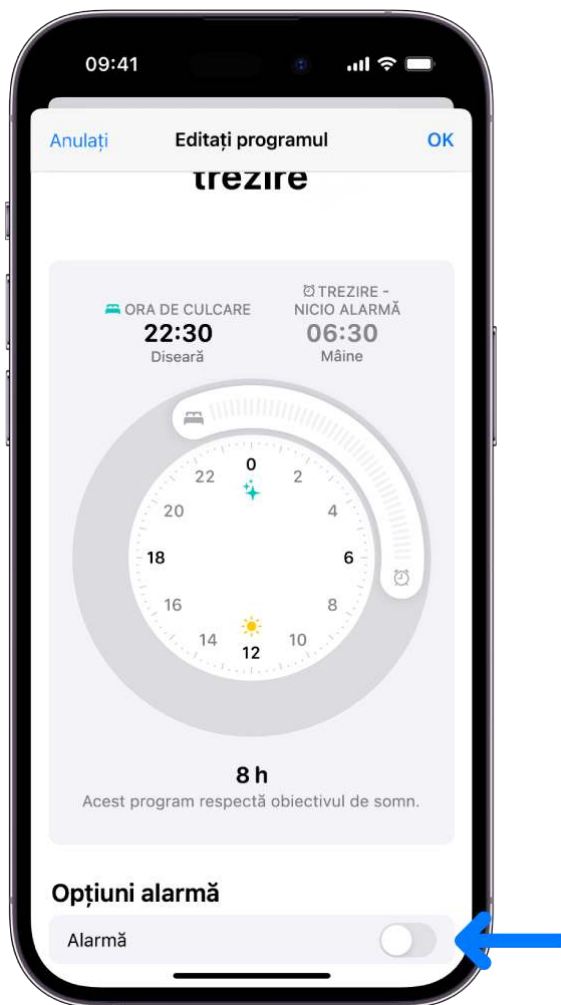 09:41
Anulați
Editați programul
OK
trezire
ORA DE CULCARE
22:30
Diseară
TREZIRE -
NICIO ALARMĂ
06:30
Mâine
0
2
4
6
8
10
12
14
16
18
20
22
8 h
Acest program respectă obiectivul de somn.
Opțiuni alarmă
Alarmă